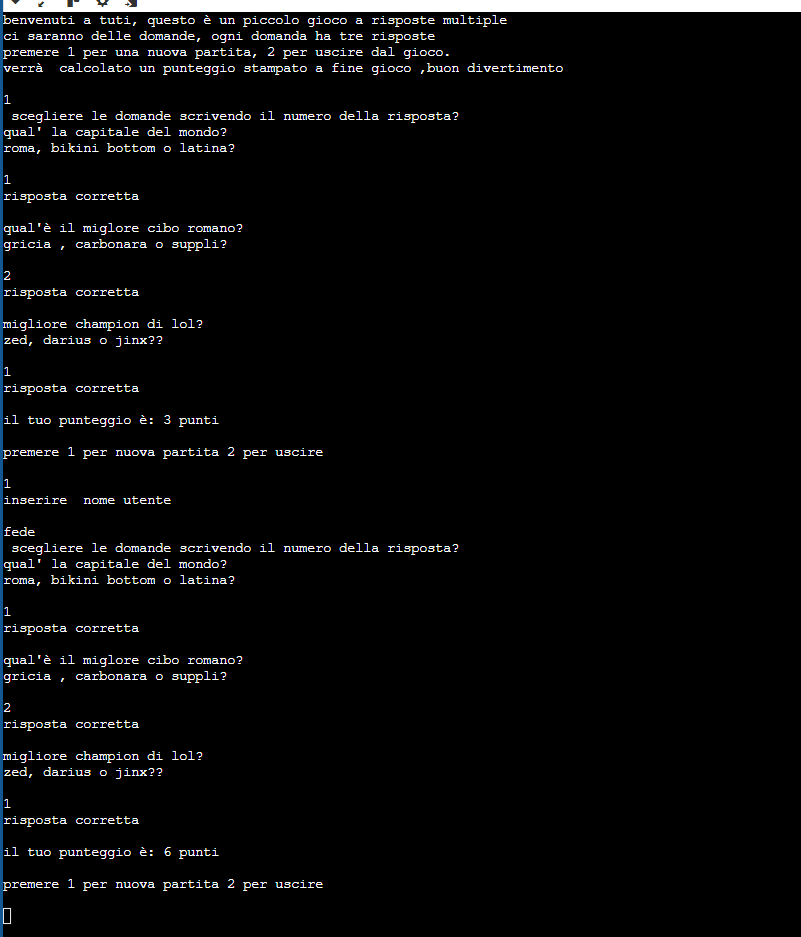 benvenuti a tuti, questo è un piccolo gioco a risposte multiple
ci saranno delle domande, ogni domanda ha tre risposte
premere 1 per una nuova partita, 2 per uscire dal gioco.
verrà  calcolato un punteggio stampato a fine gioco ,buon divertimento
1
 scegliere le domande scrivendo il numero della risposta?
qual' la capitale del mondo?
roma, bikini bottom o latina?
1
risposta corretta
qual'è il miglore cibo romano?
gricia , carbonara o suppli?
2
risposta corretta
migliore champion di lol?
zed, darius o jinx??
1
risposta corretta
il tuo punteggio è: 3 punti
premere 1 per nuova partita 2 per uscire
1
inserire  nome utente
fede
 scegliere le domande scrivendo il numero della risposta?
qual' la capitale del mondo?
roma, bikini bottom o latina?
1
risposta corretta
qual'è il miglore cibo romano?
gricia , carbonara o suppli?
2
risposta corretta
migliore champion di lol?
zed, darius o jinx??
1
risposta corretta
il tuo punteggio è: 6 punti
premere 1 per nuova partita 2 per uscire